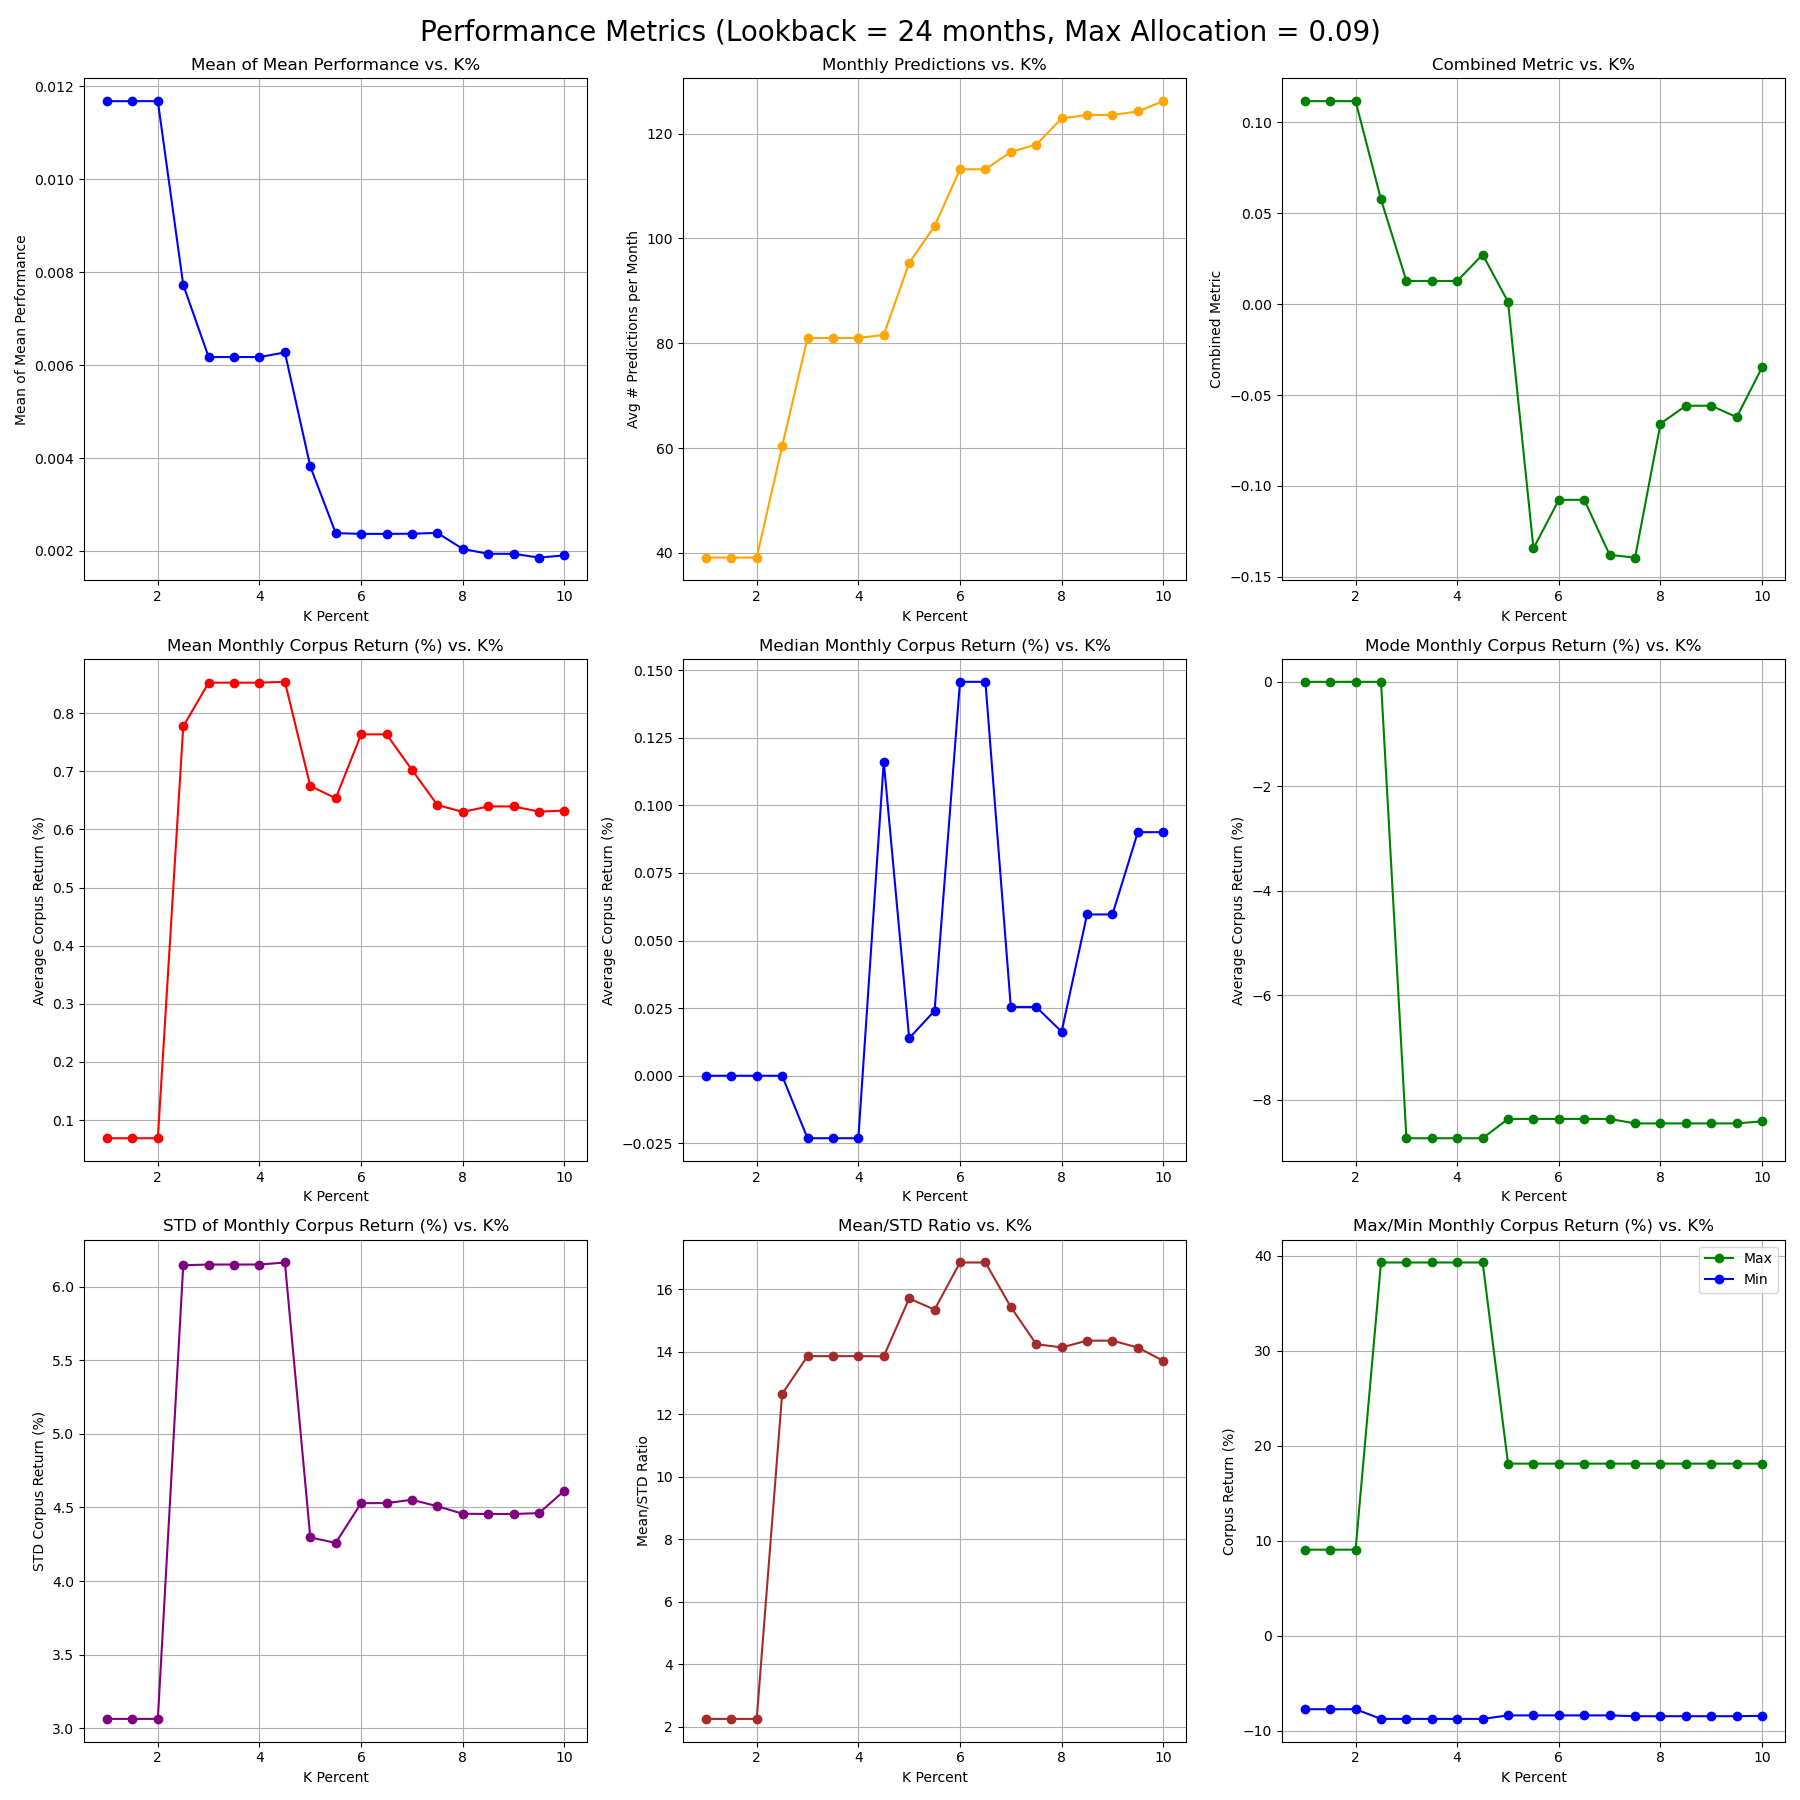 Performance Metrics (Lookback = 24 months, Max Allocation = 0.09)
Mean of Mean Performance vs. K%
Mean of Mean Performance
0.012
0.010
0.008
0.006
0.004
0.002
2 4 6 8 10
K Percent
Monthly Predictions vs. K%
Avg # Predictions per Month
120
100
80
60
40
2 4 6 8 10
K Percent
Combined Metric vs. K%
Combined Metric
0.10
0.05
0.00
−0.05
−0.10
−0.15
2 4 6 8 10
K Percent
Mean Monthly Corpus Return (%) vs. K%
Average Corpus Return (%)
0.8
0.7
0.6
0.5
0.4
0.3
0.2
0.1
2 4 6 8 10
K Percent
Median Monthly Corpus Return (%) vs. K%
Average Corpus Return (%)
0.150
0.125
0.100
0.075
0.050
0.025
0.000
−0.025
2 4 6 8 10
K Percent
Mode Monthly Corpus Return (%) vs. K%
Average Corpus Return (%)
0
−2
−4
−6
−8
2 4 6 8 10
K Percent
STD of Monthly Corpus Return (%) vs. K%
STD Corpus Return (%)
6.0
5.5
5.0
4.5
4.0
3.5
3.0
2 4 6 8 10
K Percent
Mean/STD Ratio vs. K%
Mean/STD Ratio
16
14
12
10
8
6
4
2
2 4 6 8 10
K Percent
Max/Min Monthly Corpus Return (%) vs. K%
Corpus Return (%)
40
30
20
10
0
−10
Max
Min
2 4 6 8 10
K Percent